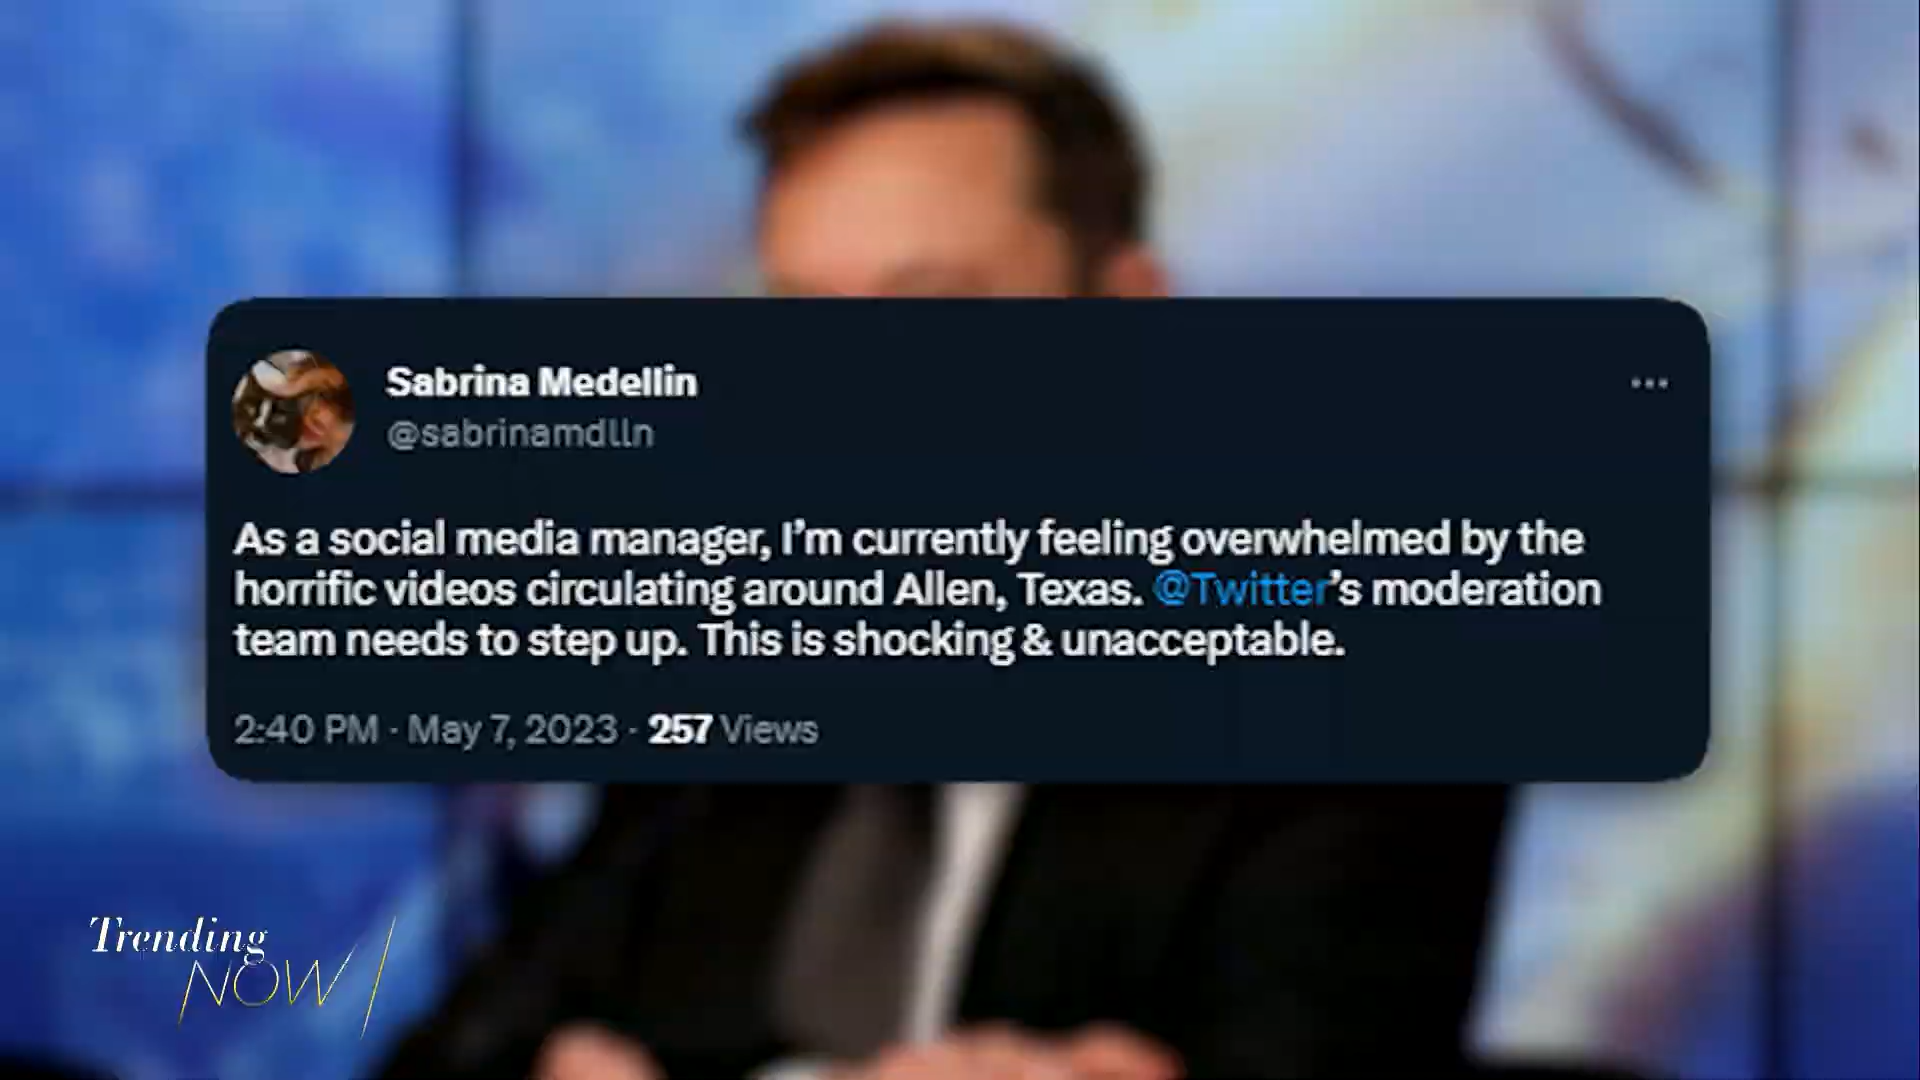 Sabrina Medellin
@sabrinamdlln
As a social media manager, I’m currently feeling overwhelmed by the
horrific videos circulating around Allen, Texas. @Twitter’s moderation
team needs to step up. This is shocking & unacceptable.
2:40 PM · May 7, 2023 · 257 Views
Trending
NOW